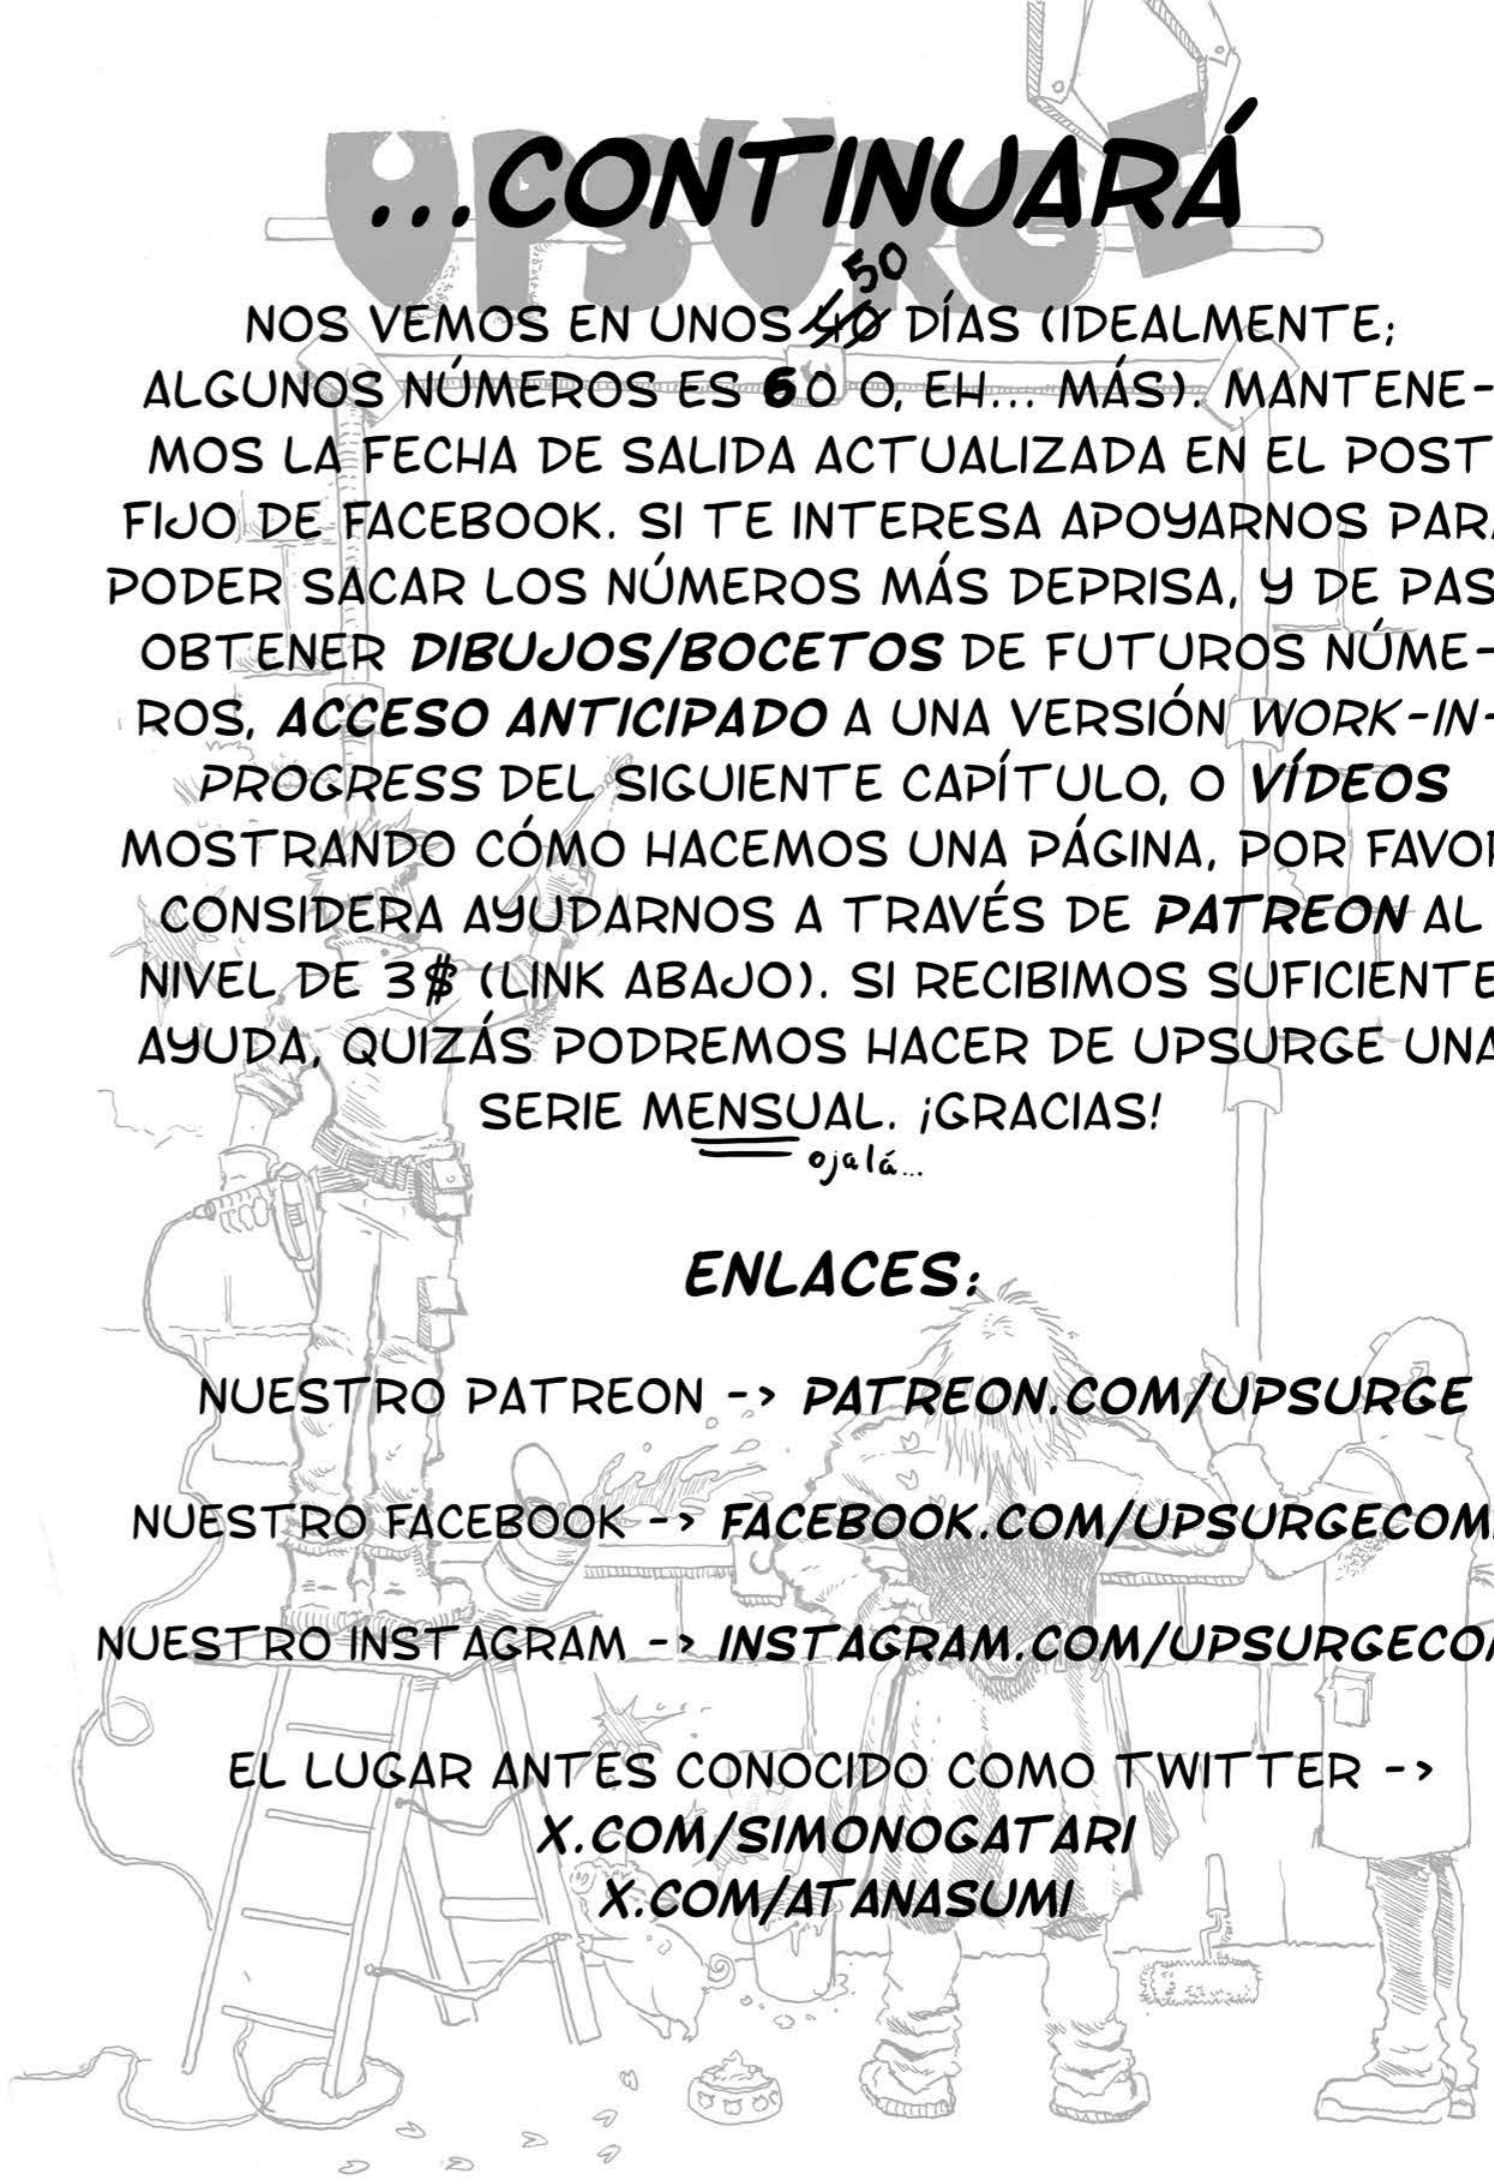 UPSURGE
...CONTINUARÁ
50
NOS VEMOS EN UNOS 40 DÍAS (IDEALMENTE;
ALGUNOS NÚMEROS ES 60 O, EH... MÁS). MANTENE-
MOS LA FECHA DE SALIDA ACTUALIZADA EN EL POST
FIJO DE FACEBOOK. SI TE INTERESA APOYARNOS PARA
PODER SACAR LOS NÚMEROS MÁS DEPRISA, Y DE PAS
OBTENER DIBUJOS/BOCETOS DE FUTUROS NÚME-
ROS, ACCESO ANTICIPADO A UNA VERSIÓN WORK-IN-
PROGRESS DEL SIGUIENTE CAPÍTULO, O VÍDEOS
MOSTRANDO CÓMO HACEMOS UNA PÁGINA, POR FAVOR
CONSIDERA AYUDARNOS A TRAVÉS DE PATREON AL
NIVEL DE 3$ (LINK ABAJO). SI RECIBIMOS SUFICIENTE
AYUDA, QUIZÁS PODREMOS HACER DE UPSURGE UNA
SERIE MENSUAL. ¡GRACIAS!
ojalá...
ENLACES:
NUESTRO PATREON -> PATREON.COM/UPSURGE
NUESTRO FACEBOOK -> FACEBOOK.COM/UPSURGECOM
NUESTRO INSTAGRAM -> INSTAGRAM.COM/UPSURGECO
EL LUGAR ANTES CONOCIDO COMO TWITTER ->
X.COM/SIMONOGATARI
X.COM/ATANASUMI